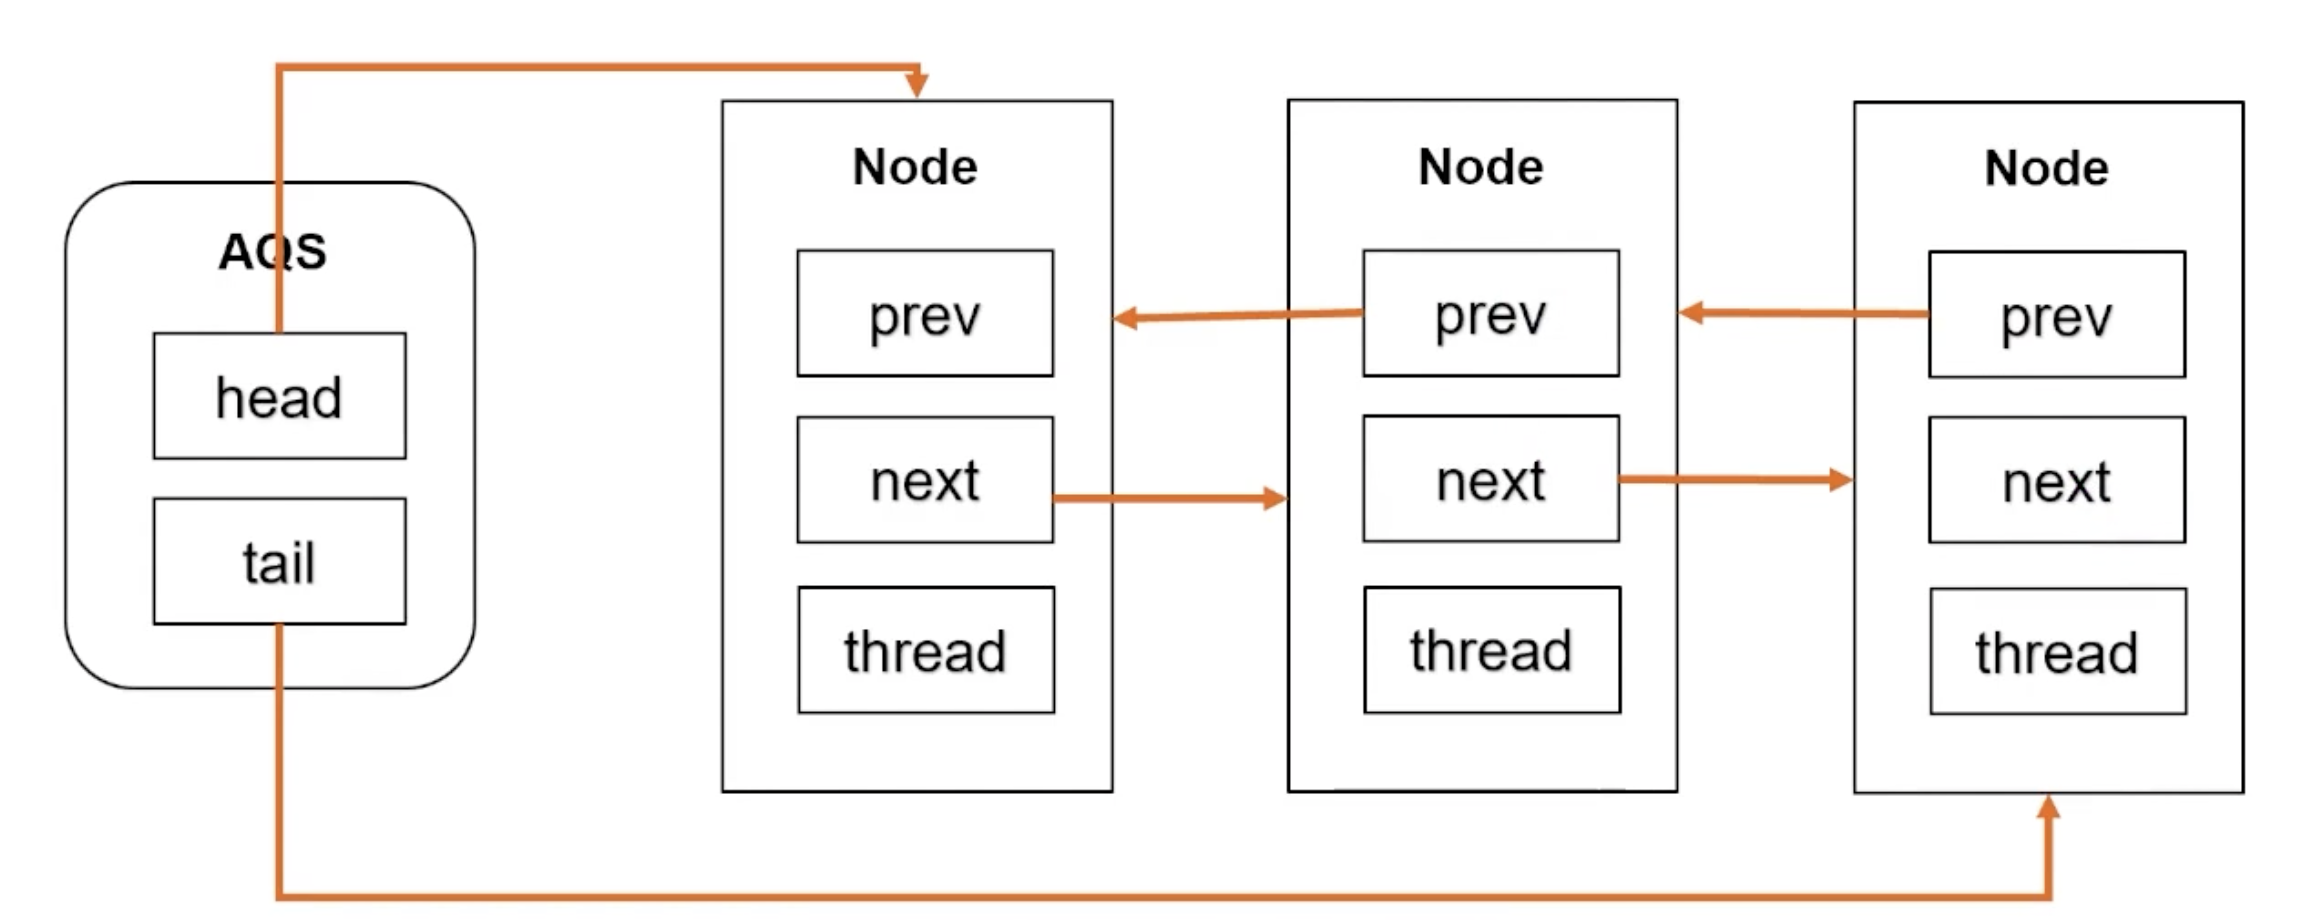 AQS
head
tail
Node
prev
next
thread
Node
prev
next
thread
Node
prev
next
thread